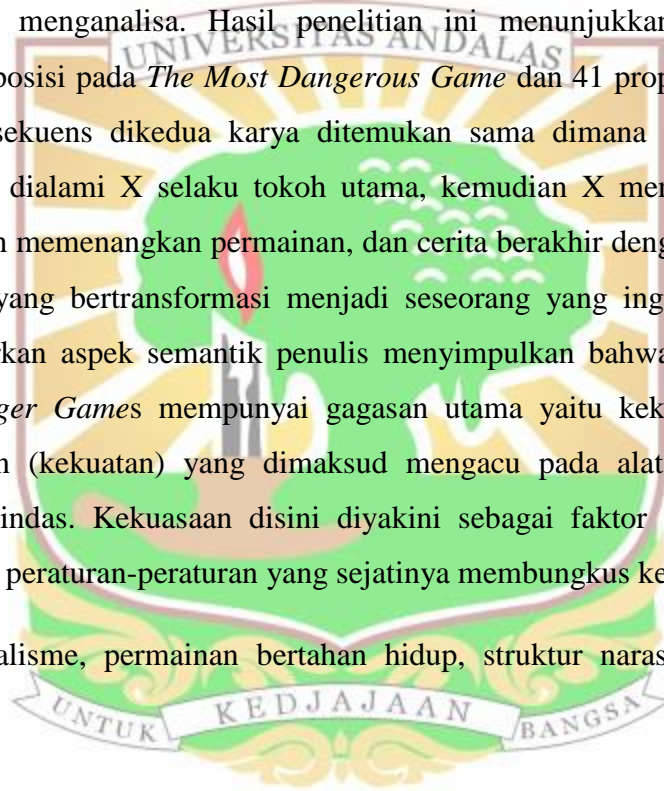 menganalisa. Hasil penelitian ini menunjukkan
UNIVERSITAS ANDALAS
posisi pada The Most Dangerous Game dan 41 prop
sekuens dikedua karya ditemukan sama dimana
dialami X selaku tokoh utama, kemudian X men
n memenangkan permainan, dan cerita berakhir deng
yang bertransformasi menjadi seseorang yang ing
rkan aspek semantik penulis menyimpulkan bahwa
ger Games mempunyai gagasan utama yaitu kek
n (kekuatan) yang dimaksud mengacu pada alat
indas. Kekuasaan disini diyakini sebagai faktor
peraturan-peraturan yang sejatinya membungkus ke
alisme, permainan bertahan hidup, struktur naras
UNTUK KEDJAJAAN BANGSA